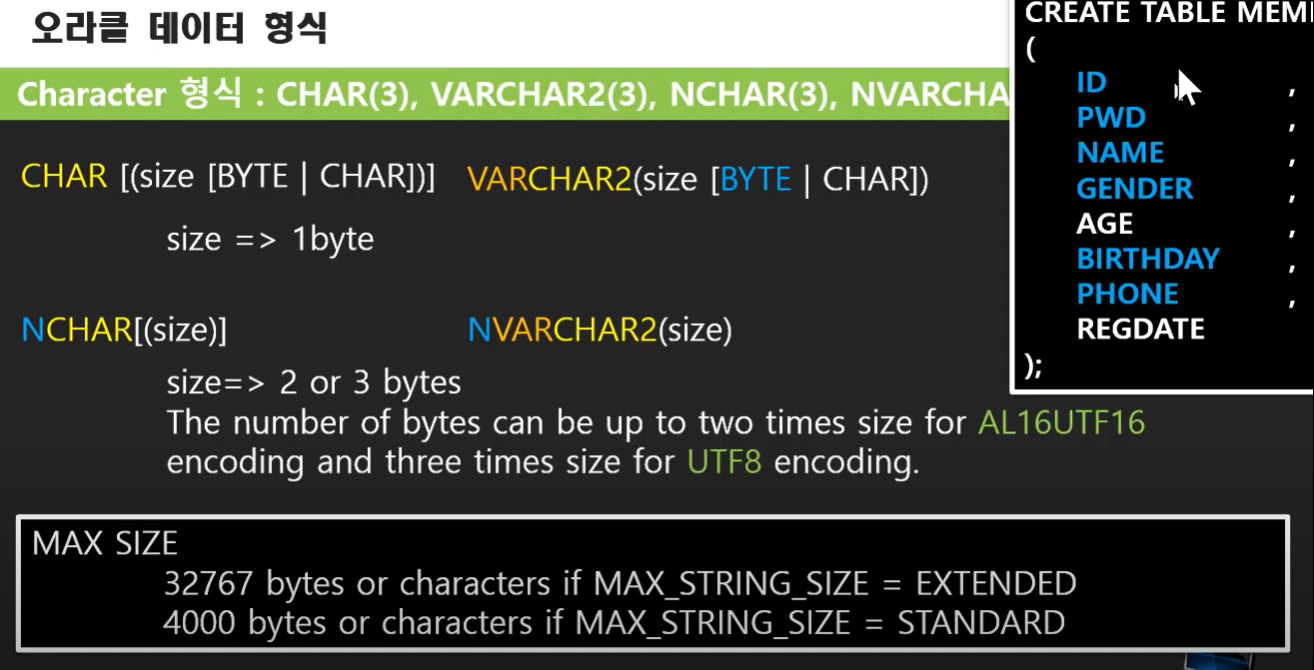 오라클 데이터 형식
Character 형식 : CHAR(3), VARCHAR2(3), NCHAR(3), NVARCHA
CHAR [(size [BYTE | CHAR])]
VARCHAR2(size [BYTE | CHAR])
size => 1byte
NCHAR[(size)]
NVARCHAR2(size)
size=> 2 or 3 bytes
The number of bytes can be up to two times size for AL16UTF16
encoding and three times size for UTF8 encoding.
MAX SIZE
32767 bytes or characters if MAX_STRING_SIZE = EXTENDED
4000 bytes or characters if MAX_STRING_SIZE = STANDARD
CREATE TABLE MEM
(
ID ,
PWD ,
NAME ,
GENDER ,
AGE ,
BIRTHDAY ,
PHONE ,
REGDATE
);